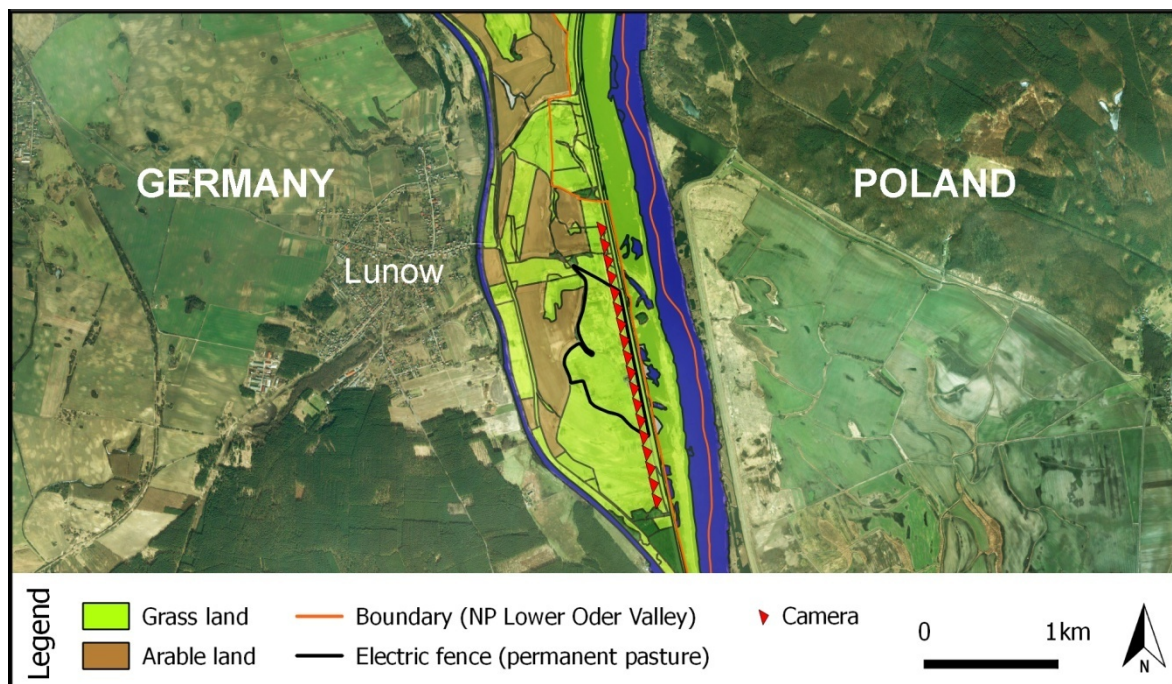 GERMANY
POLAND
Lunow
Legend
Grass land
Boundary (NP Lower Oder Valley)
Camera
0
1km
Arable land
Electric fence (permanent pasture)
N